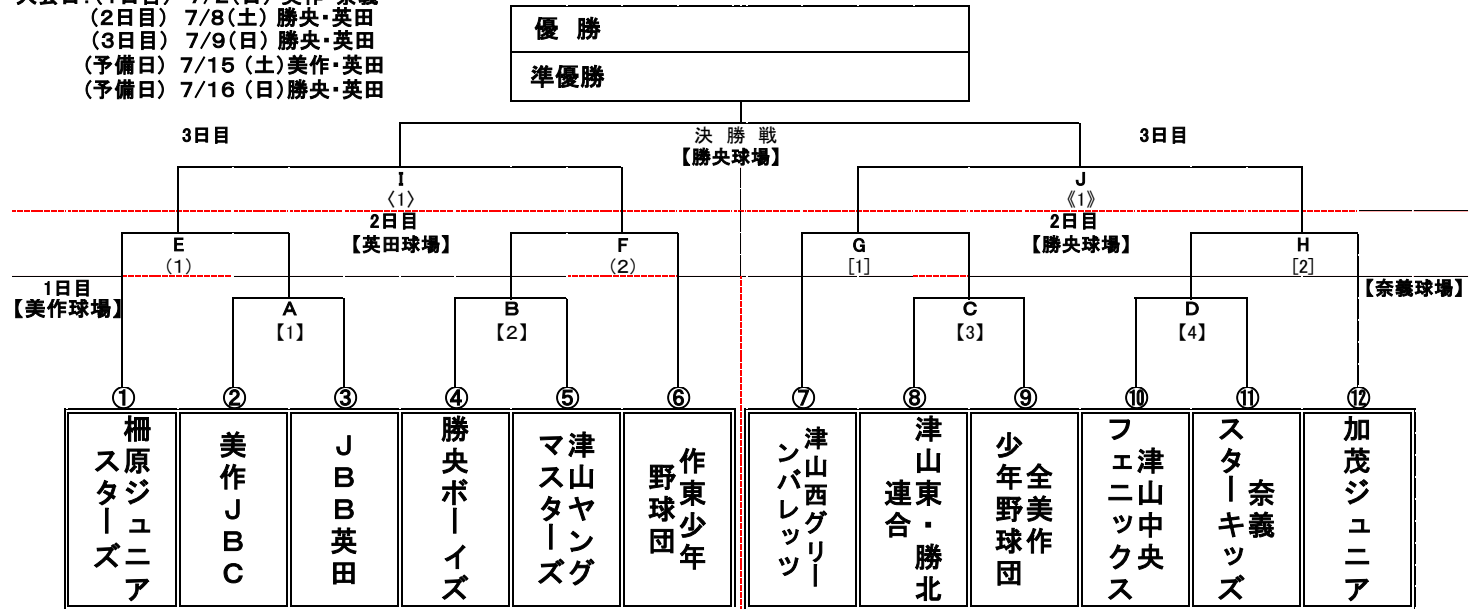 (2日目) 7/8(土) 勝央・英田
(3日目) 7/9(日) 勝央・英田
(予備日) 7/15 (土)美作・英田
(予備日) 7/16 (日)勝央・英田
優 勝
準優勝
3日目
決 勝 戦
【勝央球場】
3日目
I
〈1〉
J
《1》
2日目
【英田球場】
2日目
【勝央球場】
E
(1)
F
(2)
G
[1]
H
[2]
1日目
【美作球場】
【奈義球場】
A
【1】
B
【2】
C
【3】
D
【4】
①
②
③
④
⑤
⑥
⑦
⑧
⑨
⑩
⑪
⑫
柵原ジュニア
スターズ
美作JBC
JBB英田
勝央ボーイズ
津山ヤング
マスターズ
作東少年
野球団
津山西グリー
ンバレッツ
津山東・勝北
連合
全美作
少年野球団
津山中央
フェニックス
奈義
スターキッズ
加茂ジュニア